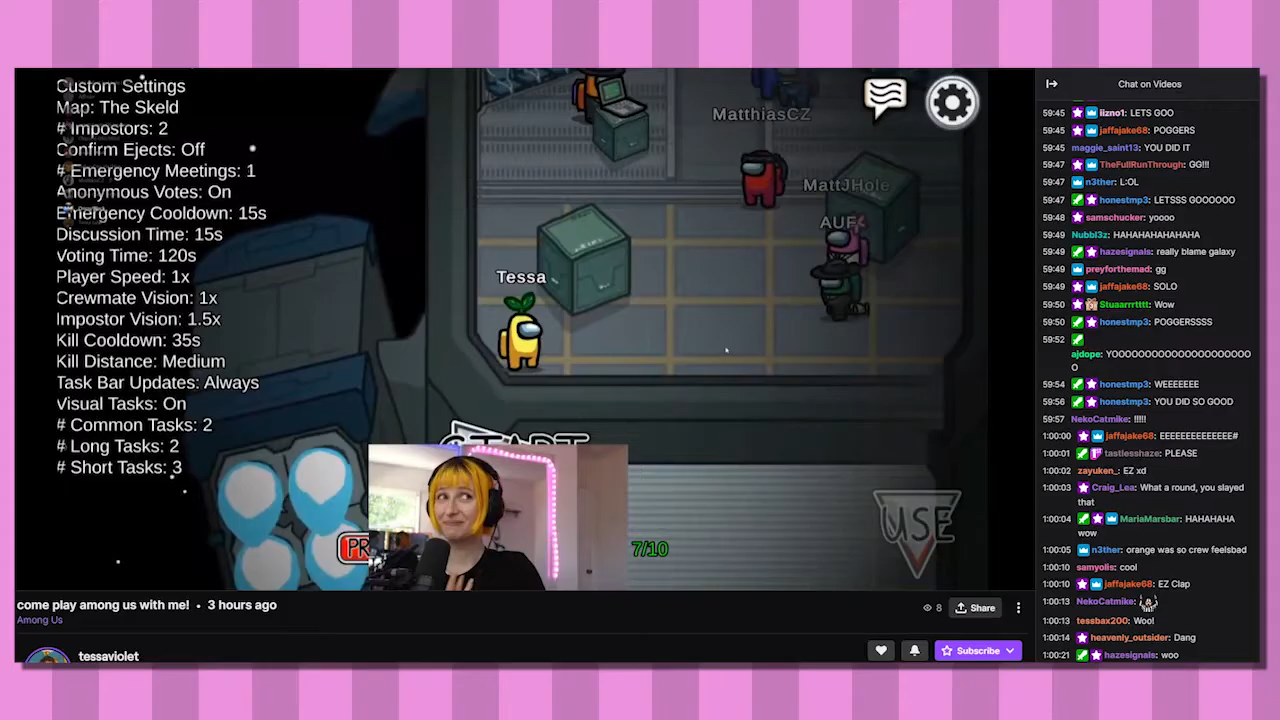 Custom Settings
Map: The Skeld
# Impostors: 2
Confirm Ejects: Off
# Emergency Meetings: 1
Anonymous Votes: On
Emergency Cooldown: 15s
Discussion Time: 15s
Voting Time: 120s
Player Speed: 1x
Crewmate Vision: 1x
Impostor Vision: 1.5x
Kill Cooldown: 35s
Kill Distance: Medium
Task Bar Updates: Always
Visual Tasks: On
# Common Tasks: 2
# Long Tasks: 2
# Short Tasks: 3
MatthiasCZ
MattJHole
AUF
Tessa
START
USE
PR
7/10
come play among us with me! • 3 hours ago
8
Share
Among Us
tessaviolet
Subscribe
Chat on Videos
59:45 lizno1: LETS GOO
59:45 jaffajake68: POGGERS
59:45 maggie_saint13: YOU DID IT
59:47 TheFullRunThrough: GG!!!
59:47 n3ther: L:OL
59:47 honestmp3: LETSSS GOOOOOO
59:48 samschucker: yoooo
59:49 Nubbl3z: HAHAHAHAHAHA
59:49 hazesignals: really blame galaxy
59:49 preyforthemad: gg
59:49 jaffajake68: SOLO
59:50 Stuaarrtttt: Wow
59:50 honestmp3: POGGERSSSS
59:52
ajdope: YOOOOOOOOOOOOOOOOOOOO
O
59:54 honestmp3: WEEEEEEE
59:56 honestmp3: YOU DID SO GOOD
59:57 NekoCatmike: !!!!!
1:00:00 jaffajake68: EEEEEEEEEEEEE#
1:00:01 tastlesshaze: PLEASE
1:00:02 zayuken_: EZ xd
1:00:03 Craig_Lea: What a round, you slayed
that
1:00:04 MariaMarsbar: HAHAHAHA
wow
1:00:05 n3ther: orange was so crew feelsbad
1:00:10 samyolis: cool
1:00:10 jaffajake68: EZ Clap
1:00:13 NekoCatmike:
1:00:13 tessbax200: Woo!
1:00:14 heavenly_outsider: Dang
1:00:21 hazesignals: woo